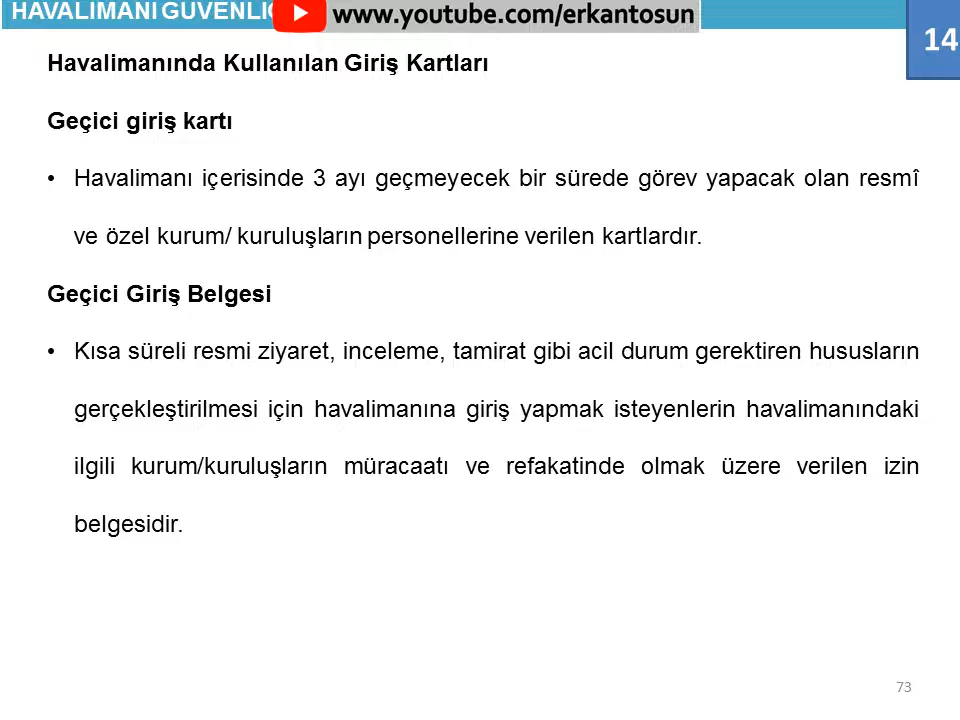 HAVALİMANI GÜVENLİĞ
www.youtube.com/erkantosun
14
Havalimanında Kullanılan Giriş Kartları
Geçici giriş kartı
• Havalimanı içerisinde 3 ayı geçmeyecek bir sürede görev yapacak olan resmî
ve özel kurum/ kuruluşların personellerine verilen kartlardır.
Geçici Giriş Belgesi
• Kısa süreli resmi ziyaret, inceleme, tamirat gibi acil durum gerektiren hususların
gerçekleştirilmesi için havalimanına giriş yapmak isteyenlerin havalimanındaki
ilgili kurum/kuruluşların müracaatı ve refakatinde olmak üzere verilen izin
belgesidir.
73